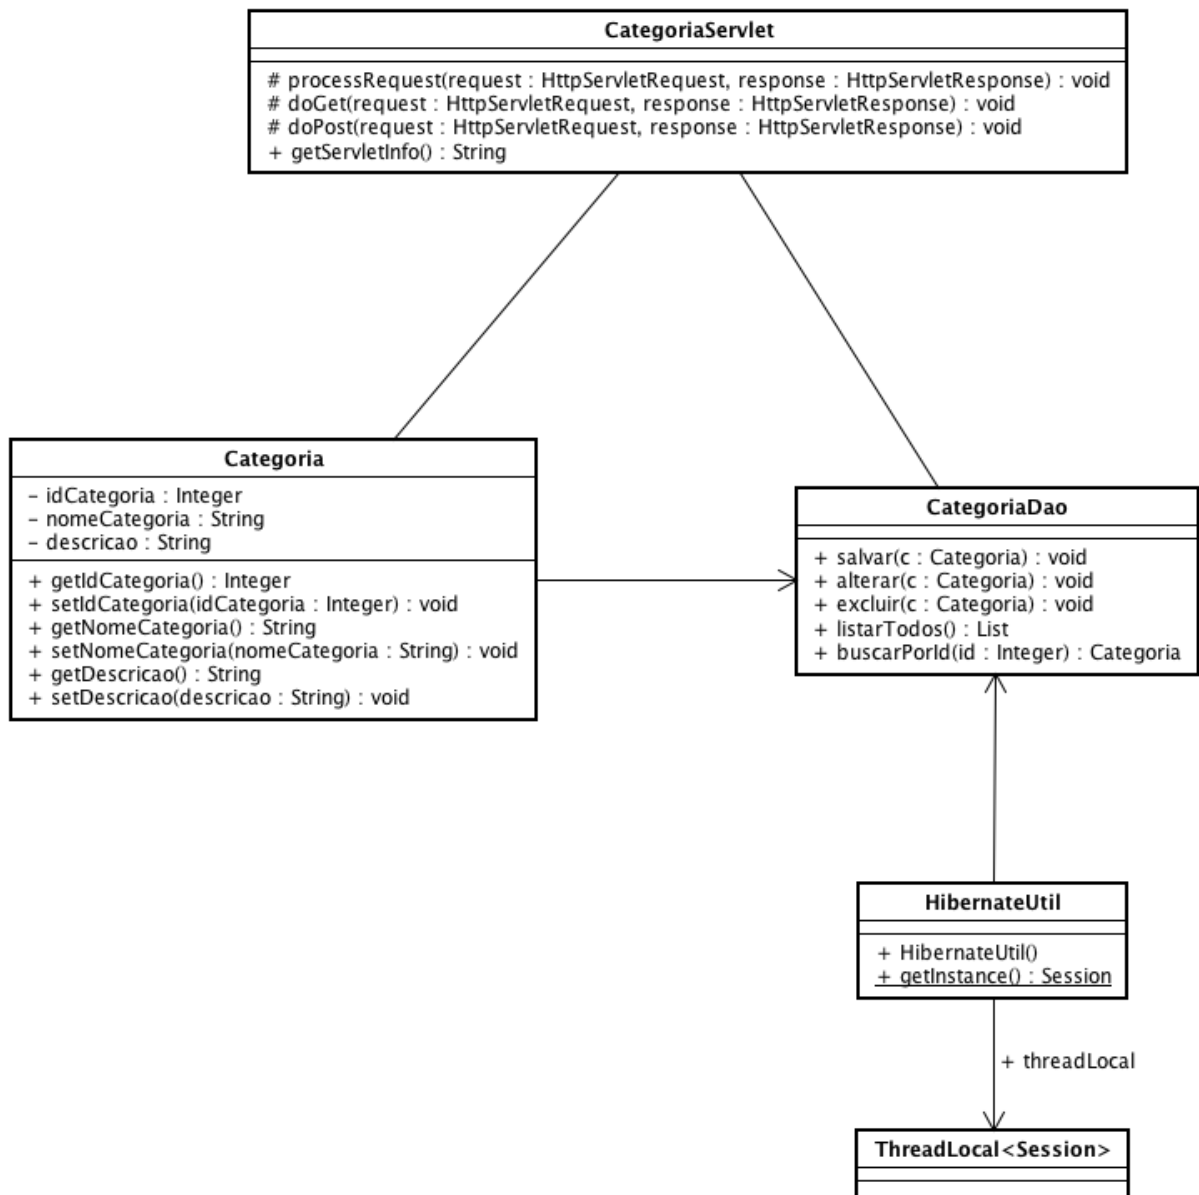 CategoriaServlet
# processRequest(request : HttpServletRequest, response : HttpServletResponse) : void
# doGet(request : HttpServletRequest, response : HttpServletResponse) : void
# doPost(request : HttpServletRequest, response : HttpServletResponse) : void
+ getServletInfo() : String
Categoria
- idCategoria : Integer
- nomeCategoria : String
- descricao : String
+ getIdCategoria() : Integer
+ setIdCategoria(idCategoria : Integer) : void
+ getNomeCategoria() : String
+ setNomeCategoria(nomeCategoria : String) : void
+ getDescricao() : String
+ setDescricao(descricao : String) : void
CategoriaDao
+ salvar(c : Categoria) : void
+ alterar(c : Categoria) : void
+ excluir(c : Categoria) : void
+ listarTodos() : List
+ buscarPorId(id : Integer) : Categoria
HibernateUtil
+ HibernateUtil()
+ getInstance() : Session
+ threadLocal
ThreadLocal<Session>